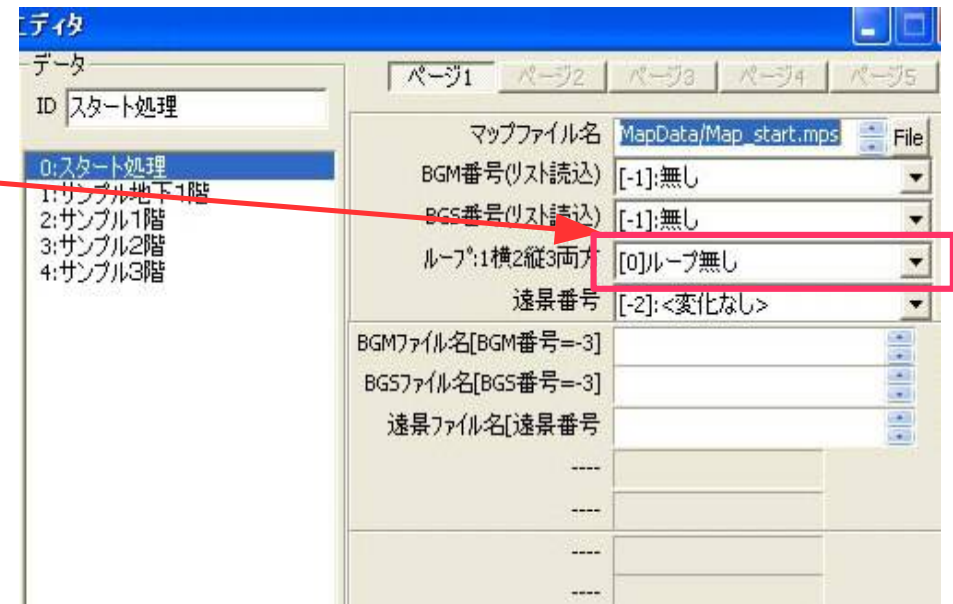 エディタ
データ
ID スタート処理
0:スタート処理
1:サンプル地下1階
2:サンプル1階
3:サンプル2階
4:サンプル3階
ページ1 ページ2 ページ3 ページ4 ページ5
マップファイル名 MapData/Map_start.mps File
BGM番号(リスト読込) [-1]:無し
BGS番号(リスト読込) [-1]:無し
ループ:1横2縦3両方 [0]ループ無し
遠景番号 [-2]:<変化なし>
BGMファイル名[BGM番号=-3]
BGSファイル名[BGS番号=-3]
遠景ファイル名[遠景番号
----
----
----
----